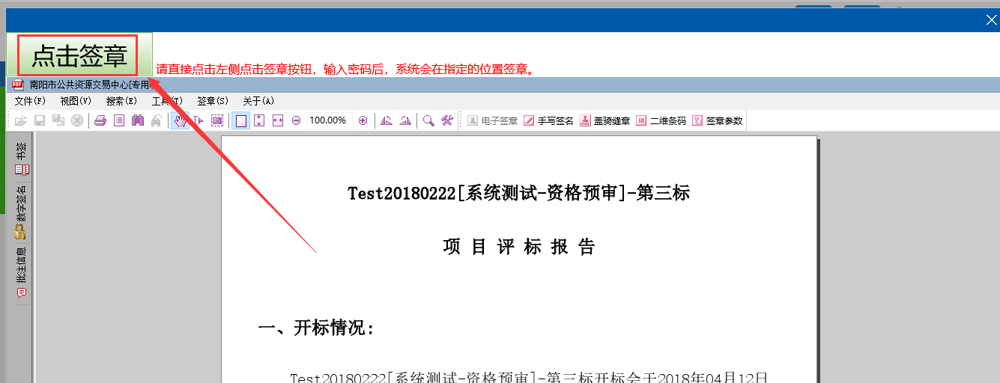 点击签章
请直接点击左侧点击签章按钮，输入密码后，系统会在指定的位置签章。
南阳市公共资源交易中心[专用
文件(F) 视图(V) 搜索(E) 工具(T) 签章(S) 关于(A)
100.00% 电子签章 手写签名 盖骑缝章 二维条码 签章参数
书签
数字签名
批注信息
Test20180222[系统测试-资格预审]-第三标
项 目 评 标 报 告
一、开标情况：
Test20180222[系统测试-资格预审]-第三标开标会于2018年04月12日